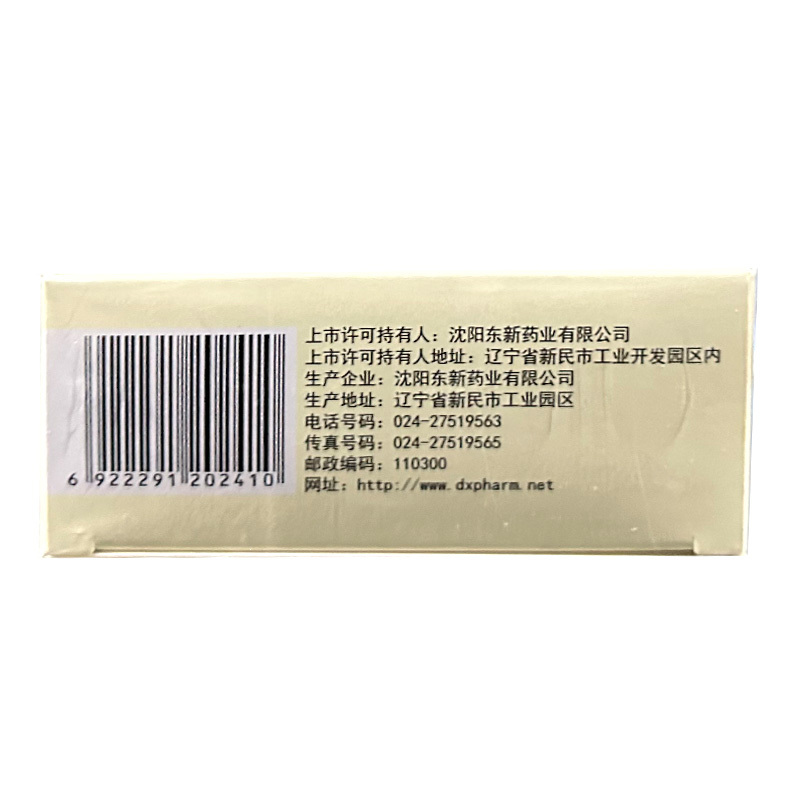 上市许可持有人：沈阳东新药业有限公司
上市许可持有人地址：辽宁省新民市工业开发园区内
生产企业：沈阳东新药业有限公司
生产地址：辽宁省新民市工业园区
电话号码：024-27519563
传真号码：024-27519565
邮政编码：110300
网址：http://www.dxpharm.net
6 922291 202410